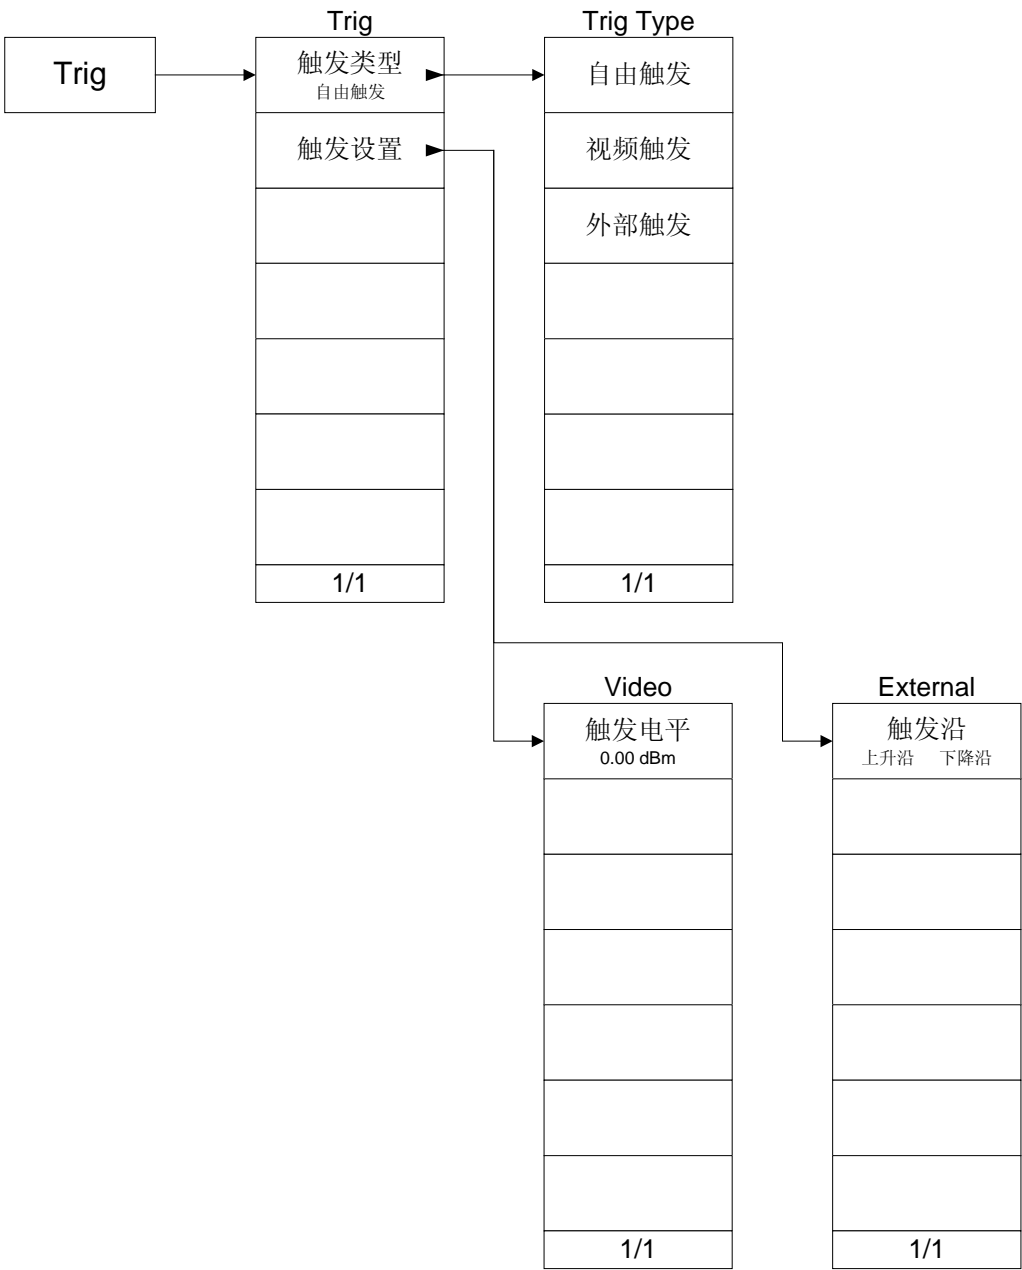 Trig
Trig
触发类型
自由触发
触发设置
1/1
Trig Type
自由触发
视频触发
外部触发
1/1
Video
触发电平
0.00 dBm
1/1
External
触发沿
上升沿 下降沿
1/1